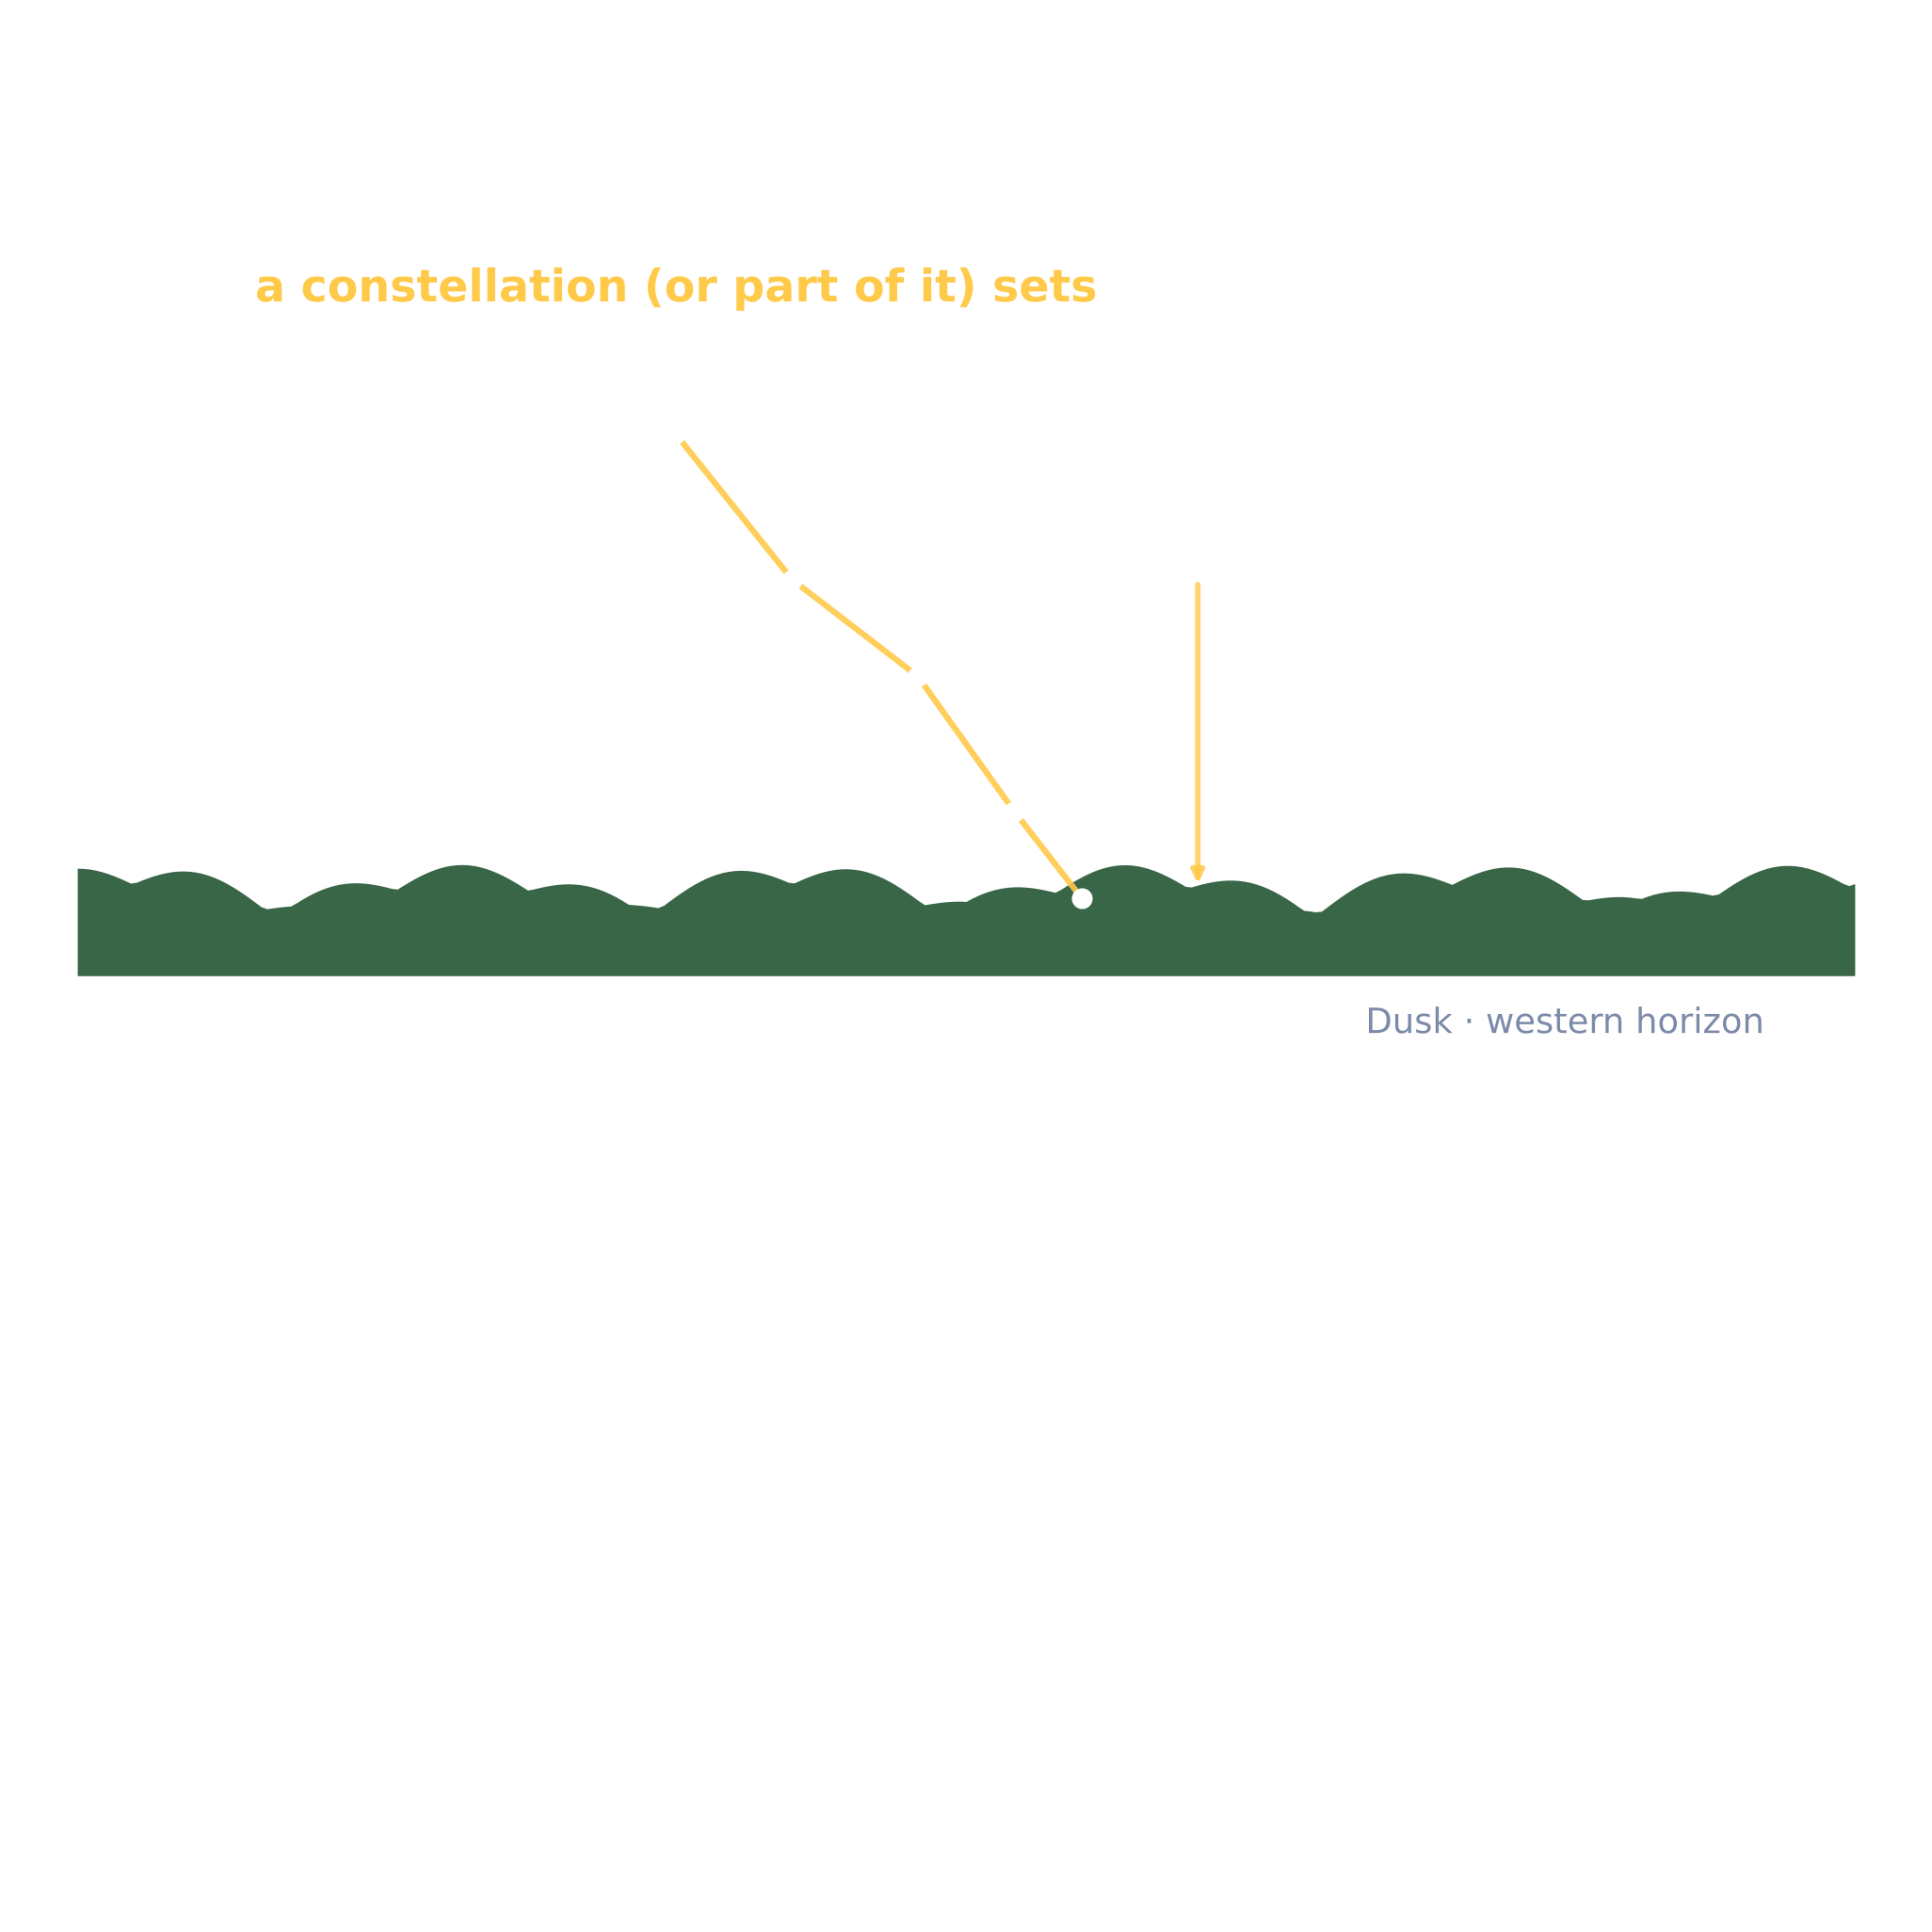 a constellation (or part of it) sets
Dusk · western horizon